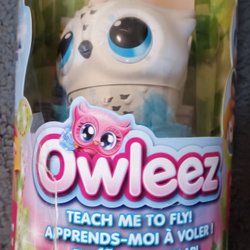 Owleez
TEACH ME TO FLY!
APPRENDS-MOI À VOLER !